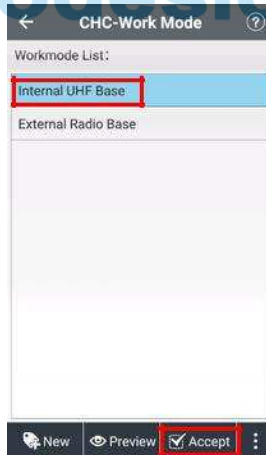 CHC-Work Mode
Workmode List:
Internal UHF Base
External Radio Base
New Preview Accept